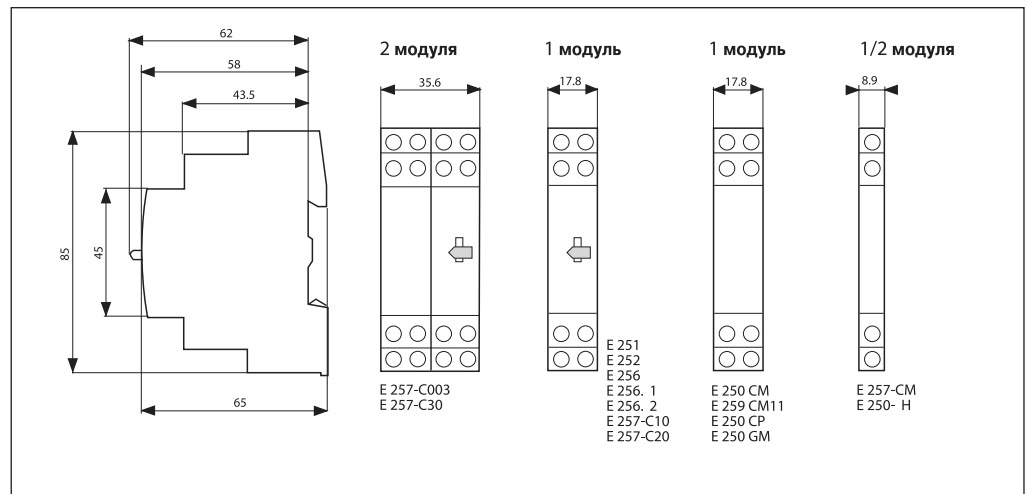 62
58
43.5
85
45
65
2 модуля
35.6
E 257-C003
E 257-C30
1 модуль
17.8
E 251
E 252
E 256
E 256. 1
E 256. 2
E 257-C10
E 257-C20
1 модуль
17.8
E 250 CM
E 259 CM11
E 250 CP
E 250 GM
1/2 модуля
8.9
E 257-CM
E 250- H